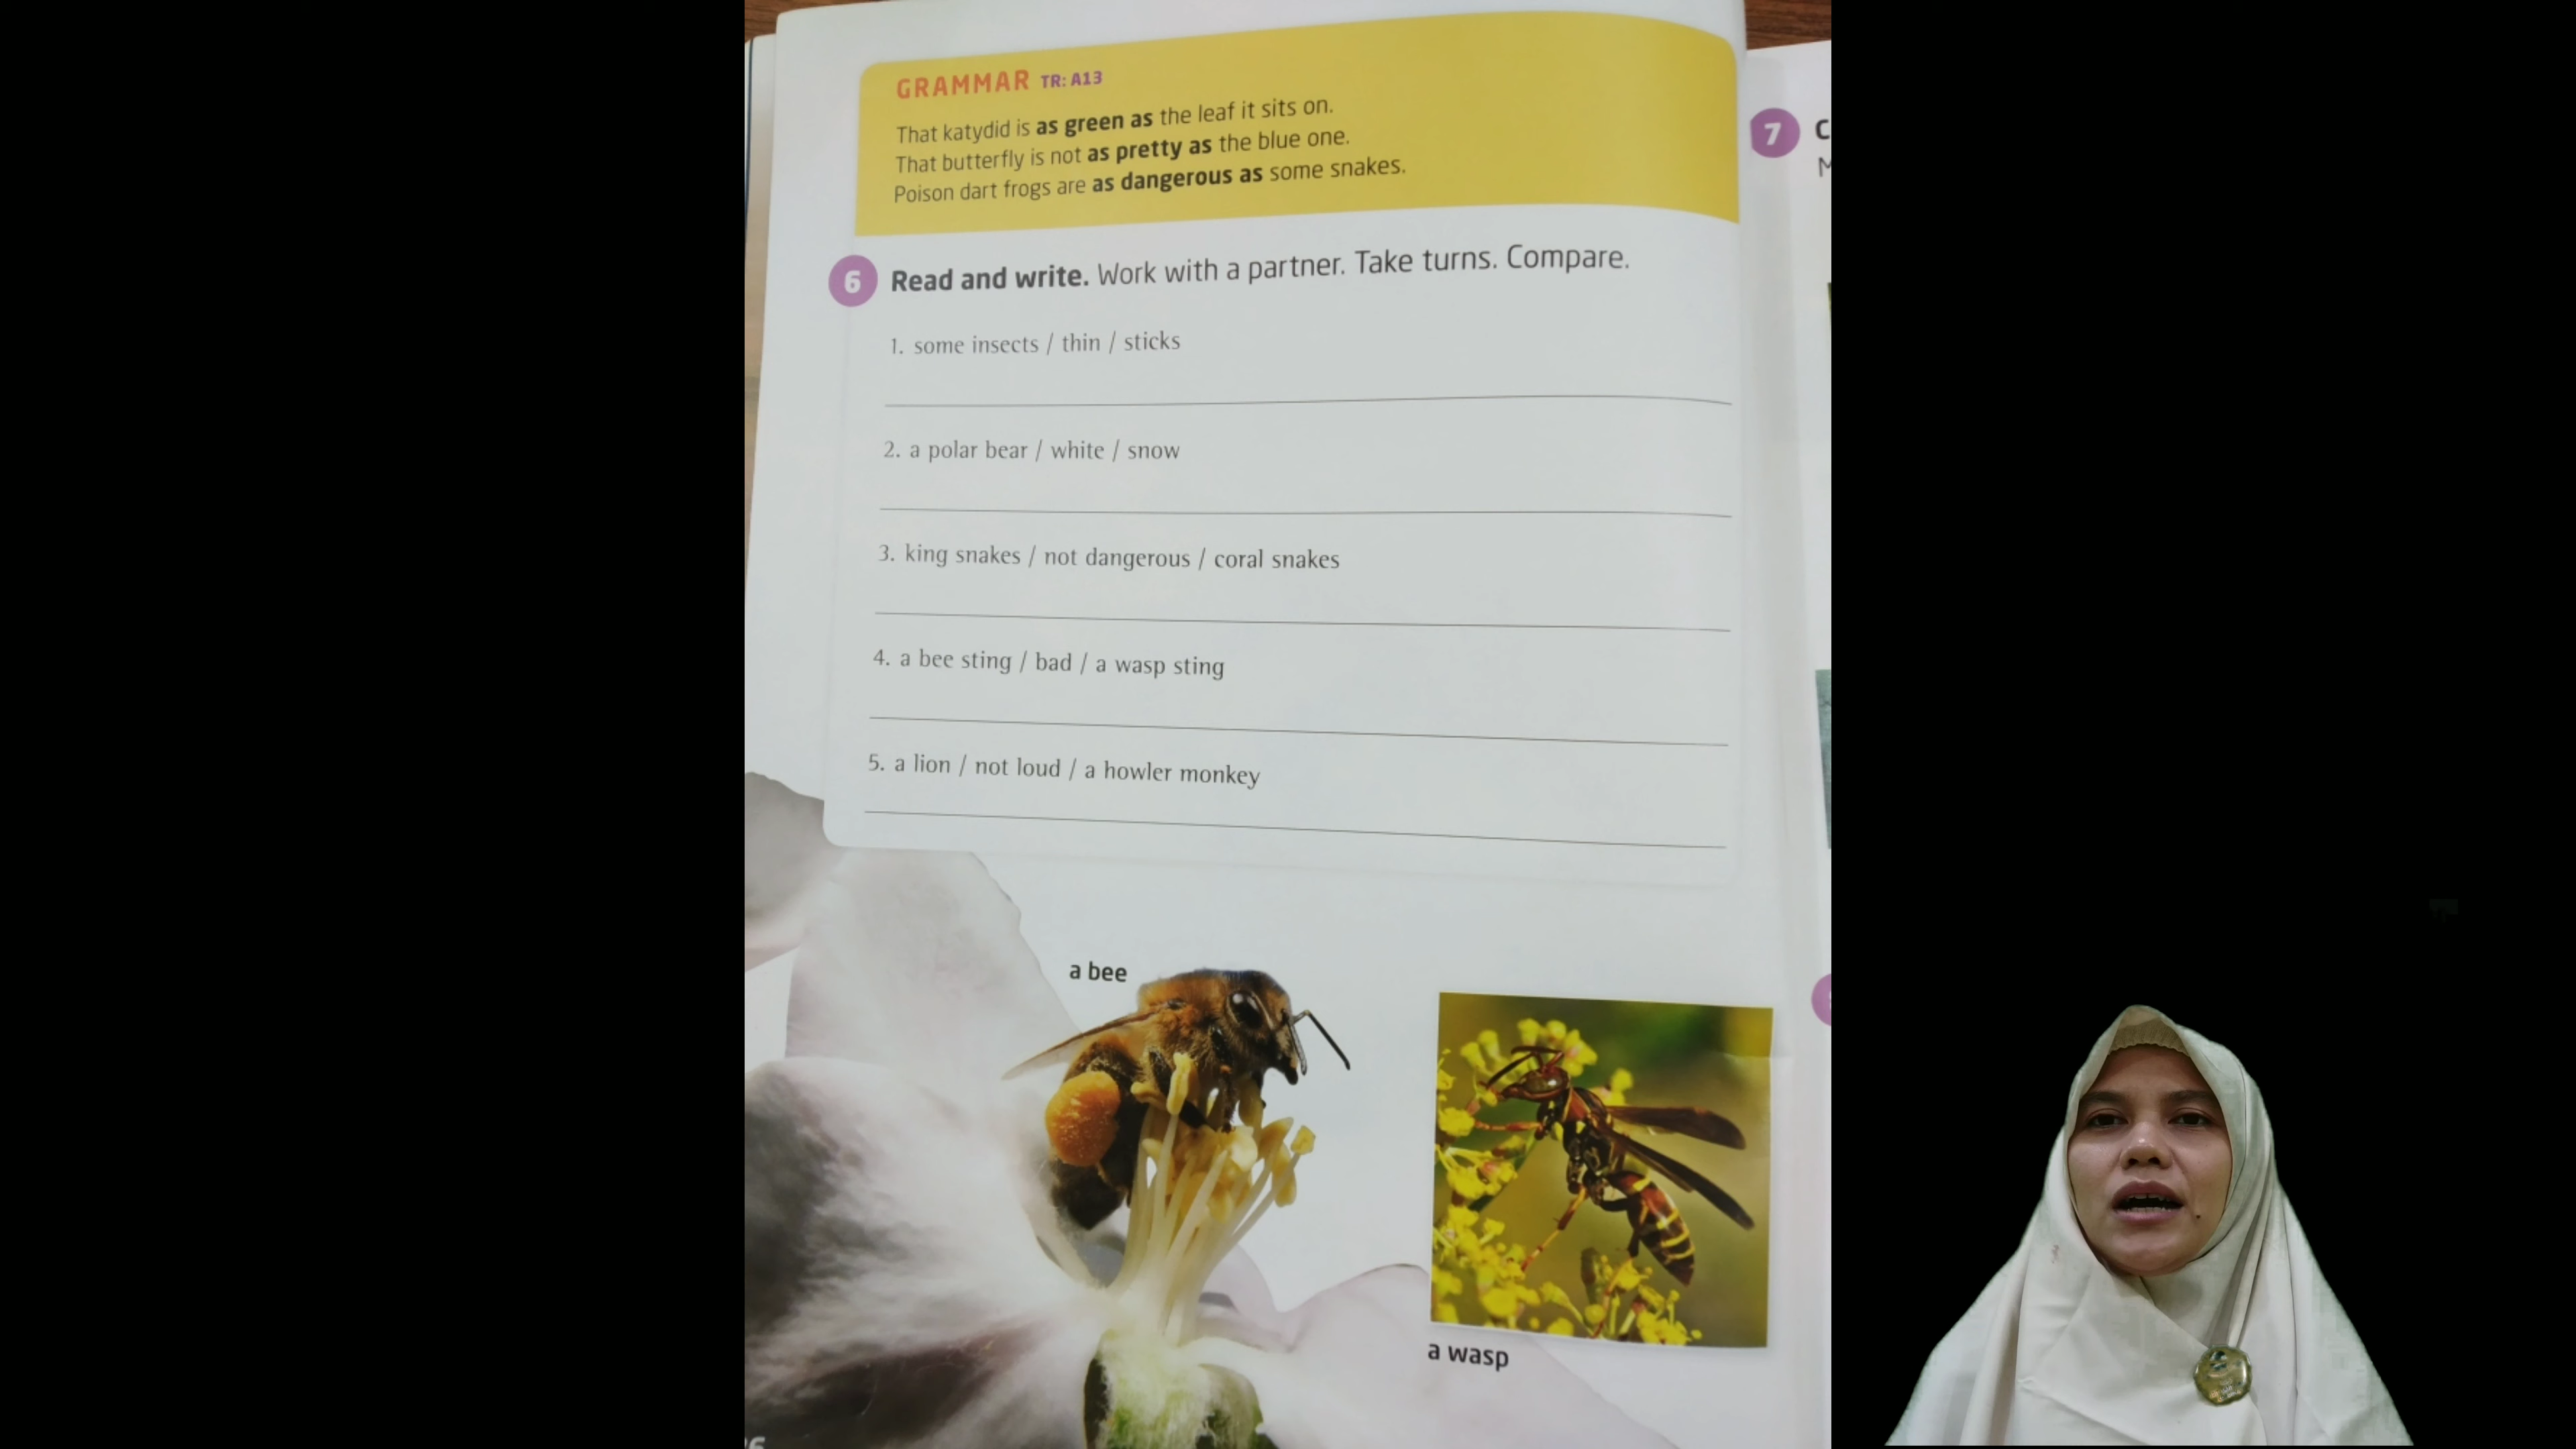 GRAMMAR TR: A13
That katydid is as green as the leaf it sits on.
That butterfly is not as pretty as the blue one.
Poison dart frogs are as dangerous as some snakes.
6 Read and write. Work with a partner. Take turns. Compare.
1. some insects / thin / sticks
2. a polar bear / white / snow
3. king snakes / not dangerous / coral snakes
4. a bee sting / bad / a wasp sting
5. a lion / not loud / a howler monkey
a bee
a wasp
7